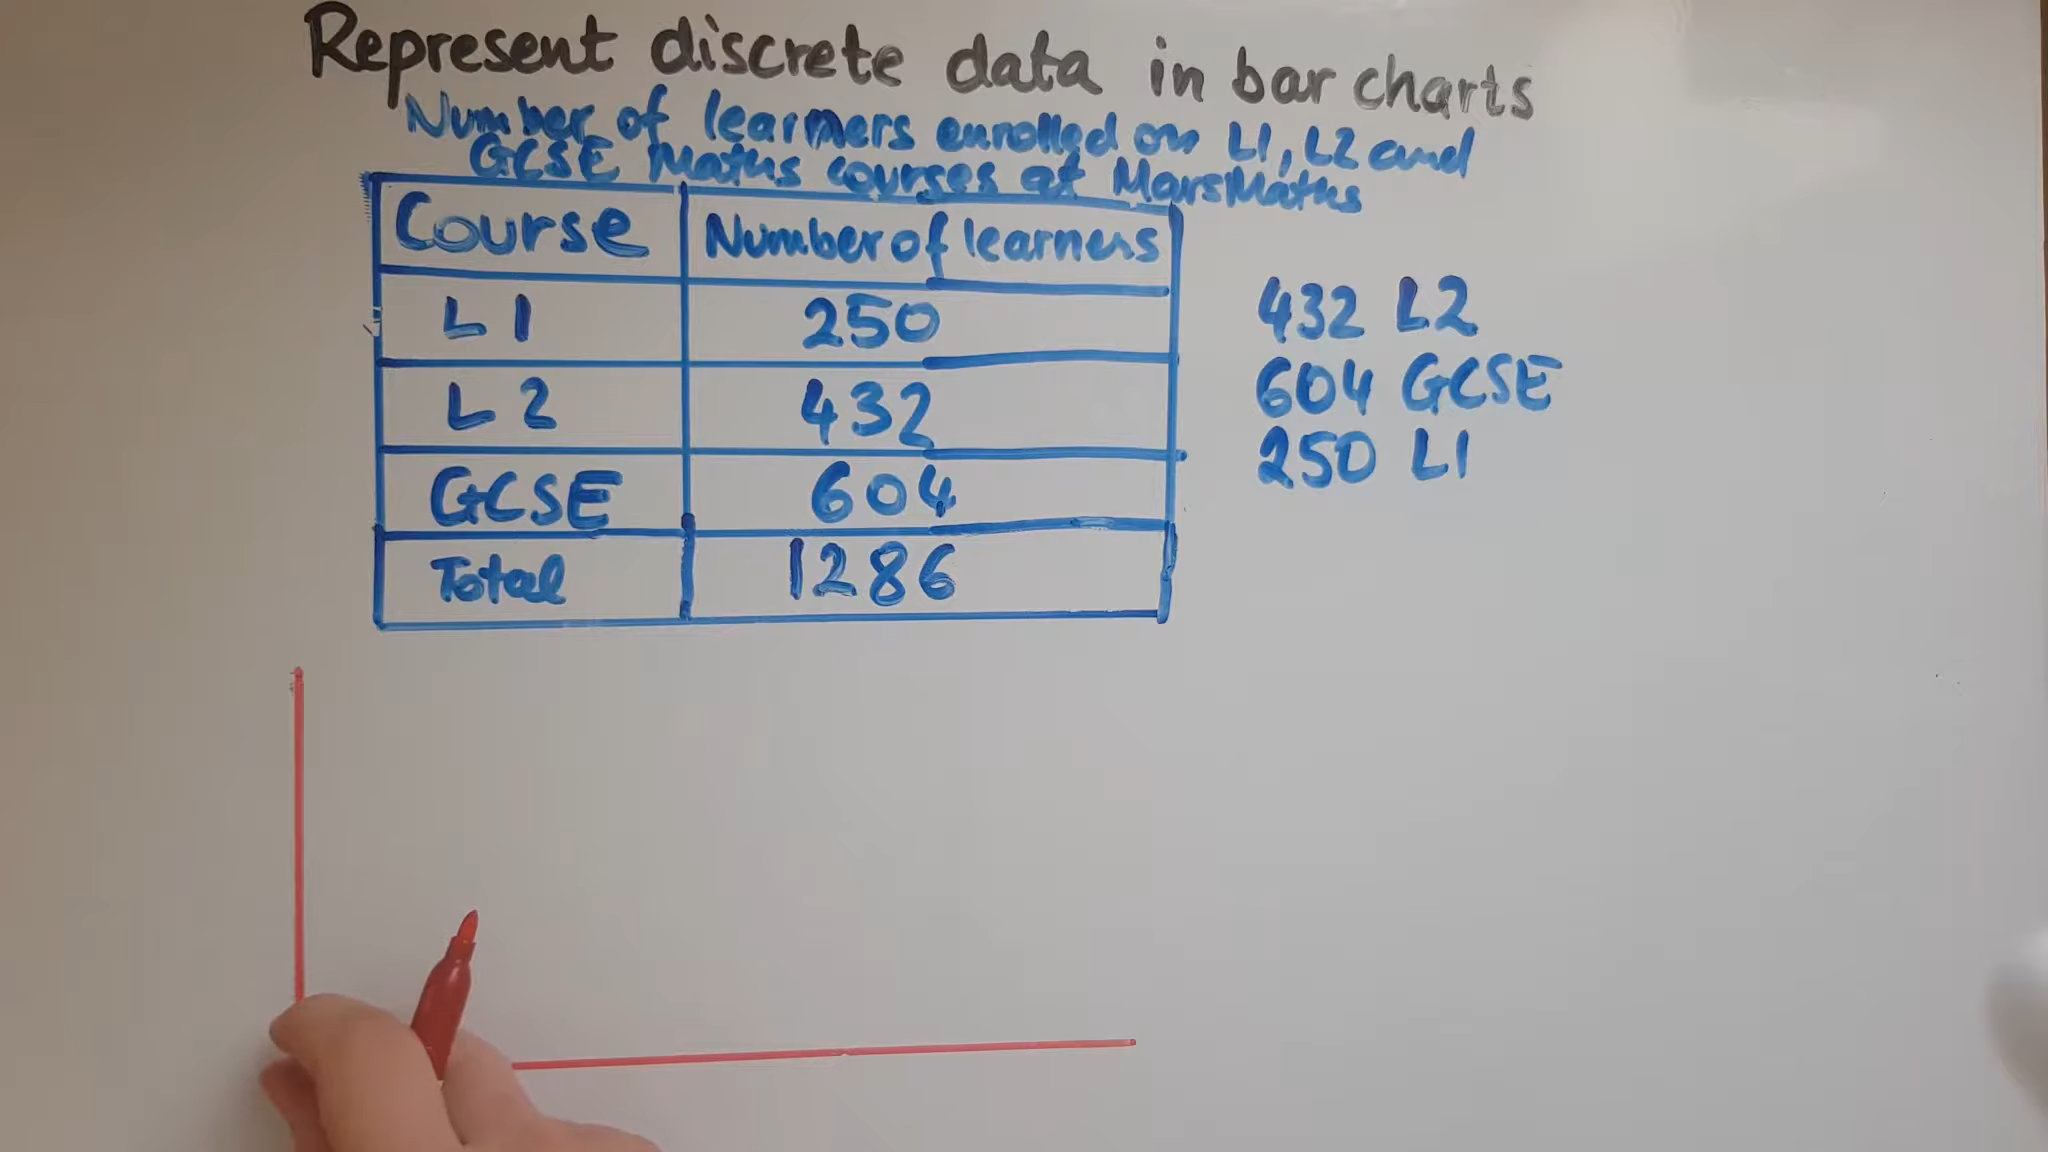 Represent discrete data in bar charts
Number of learners enrolled on L1, L2 and
GCSE Maths courses at MarsMaths
Course Number of learners
L1 250
L2 432
GCSE 604
Total 1286
432 L2
604 GCSE
250 L1